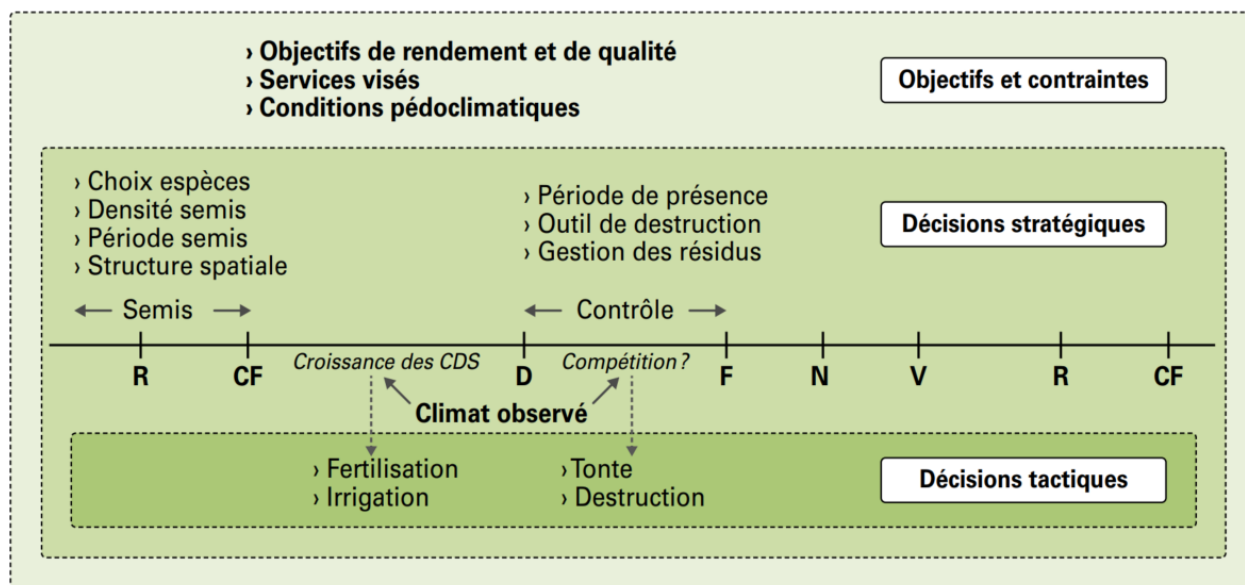 › Objectifs de rendement et de qualité
› Services visés
› Conditions pédoclimatiques
Objectifs et contraintes
› Choix espèces
› Densité semis
› Période semis
› Structure spatiale
› Période de présence
› Outil de destruction
› Gestion des résidus
Décisions stratégiques
Semis
Contrôle
Croissance des CDS
Compétition ?
R CF D F N V R CF
Climat observé
› Fertilisation
› Irrigation
› Tonte
› Destruction
Décisions tactiques